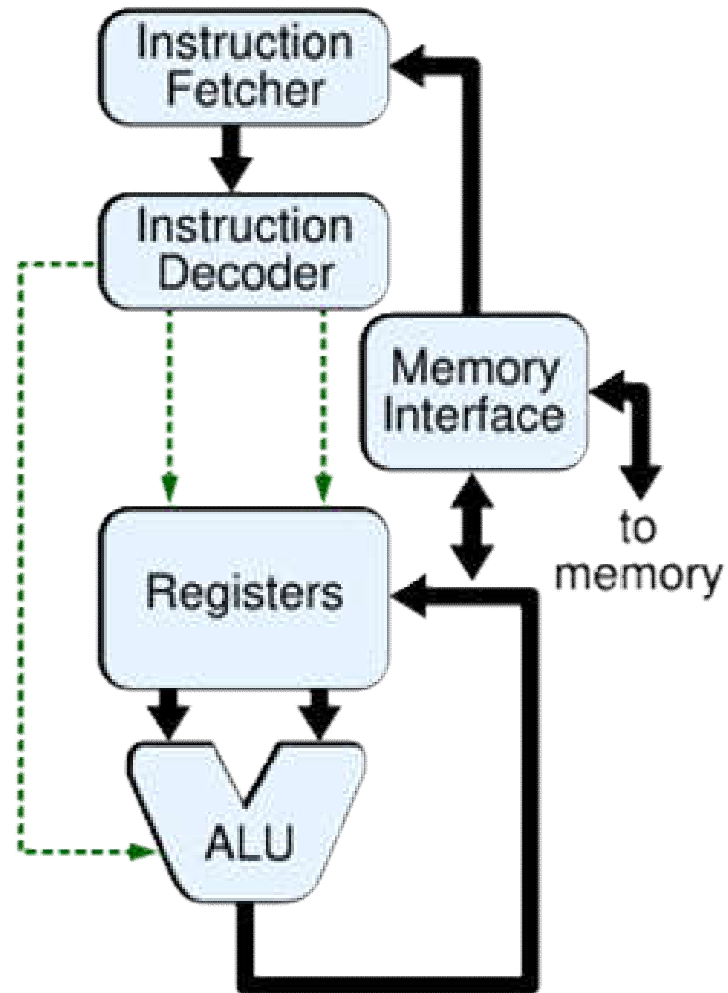 Instruction
Fetcher
Instruction
Decoder
Memory
Interface
to
memory
Registers
ALU